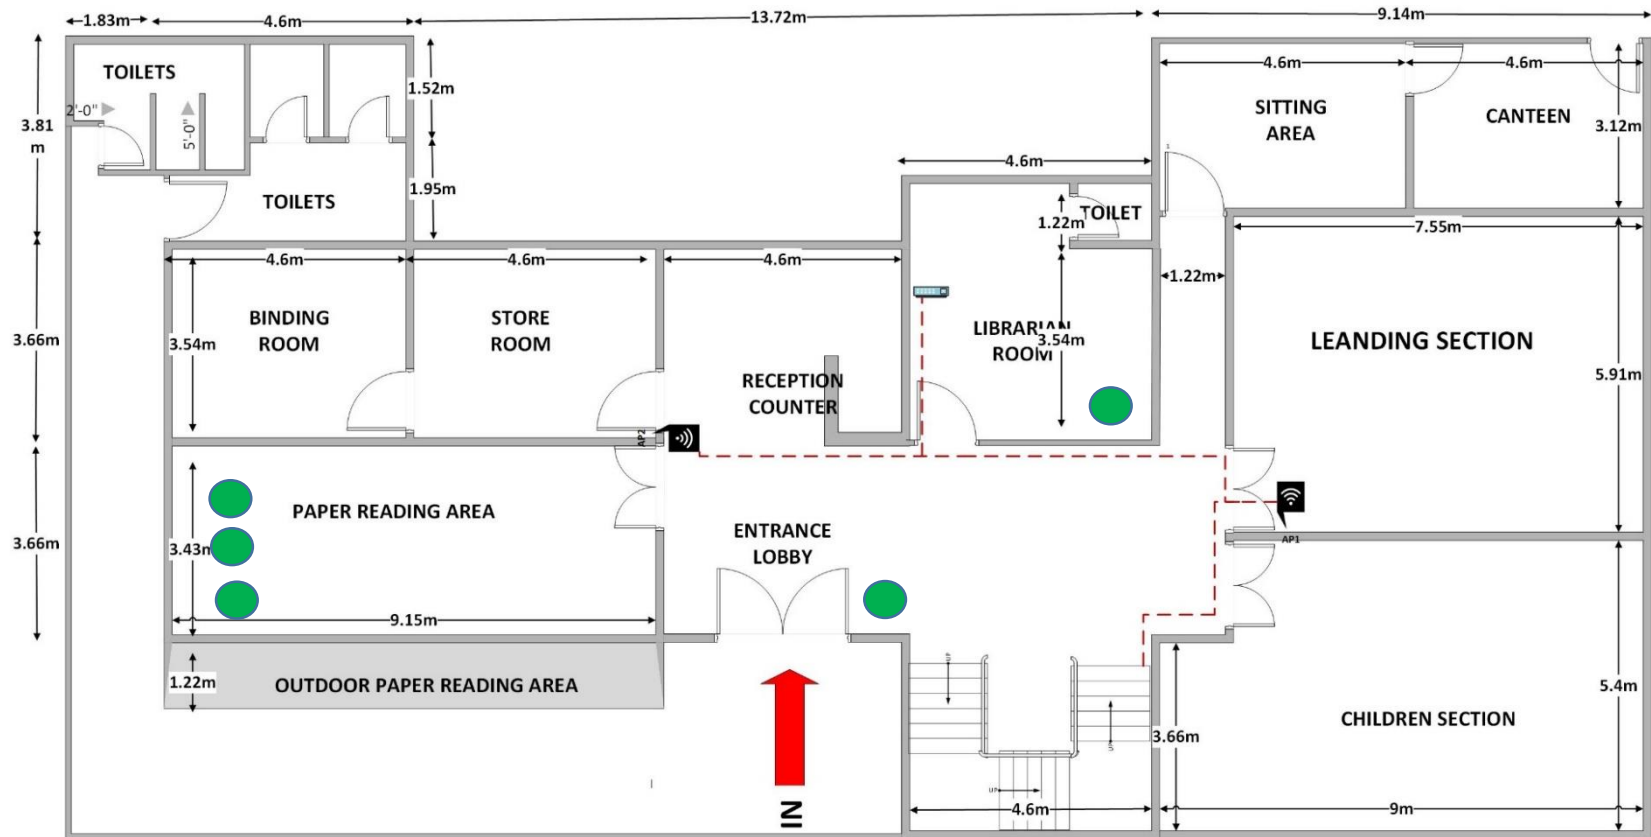 1.83m
4.6m
13.72m
9.14m
TOILETS
2'-0"
5'-0"
1.52m
3.81
m
1.95m
TOILETS
4.6m
4.6m
SITTING
AREA
CANTEEN
3.12m
4.6m
1.22m
TOILET
7.55m
1.22m
4.6m
4.6m
4.6m
BINDING
ROOM
STORE
ROOM
3.54m
3.66m
LIBRARIAN
ROOM
3.54m
LEANDING SECTION
5.91m
RECEPTION
COUNTER
AP2
PAPER READING AREA
3.43m
3.66m
ENTRANCE
LOBBY
AP1
9.15m
1.22m
OUTDOOR PAPER READING AREA
UP
UP
UP
IN
4.6m
3.66m
5.4m
CHILDREN SECTION
9m